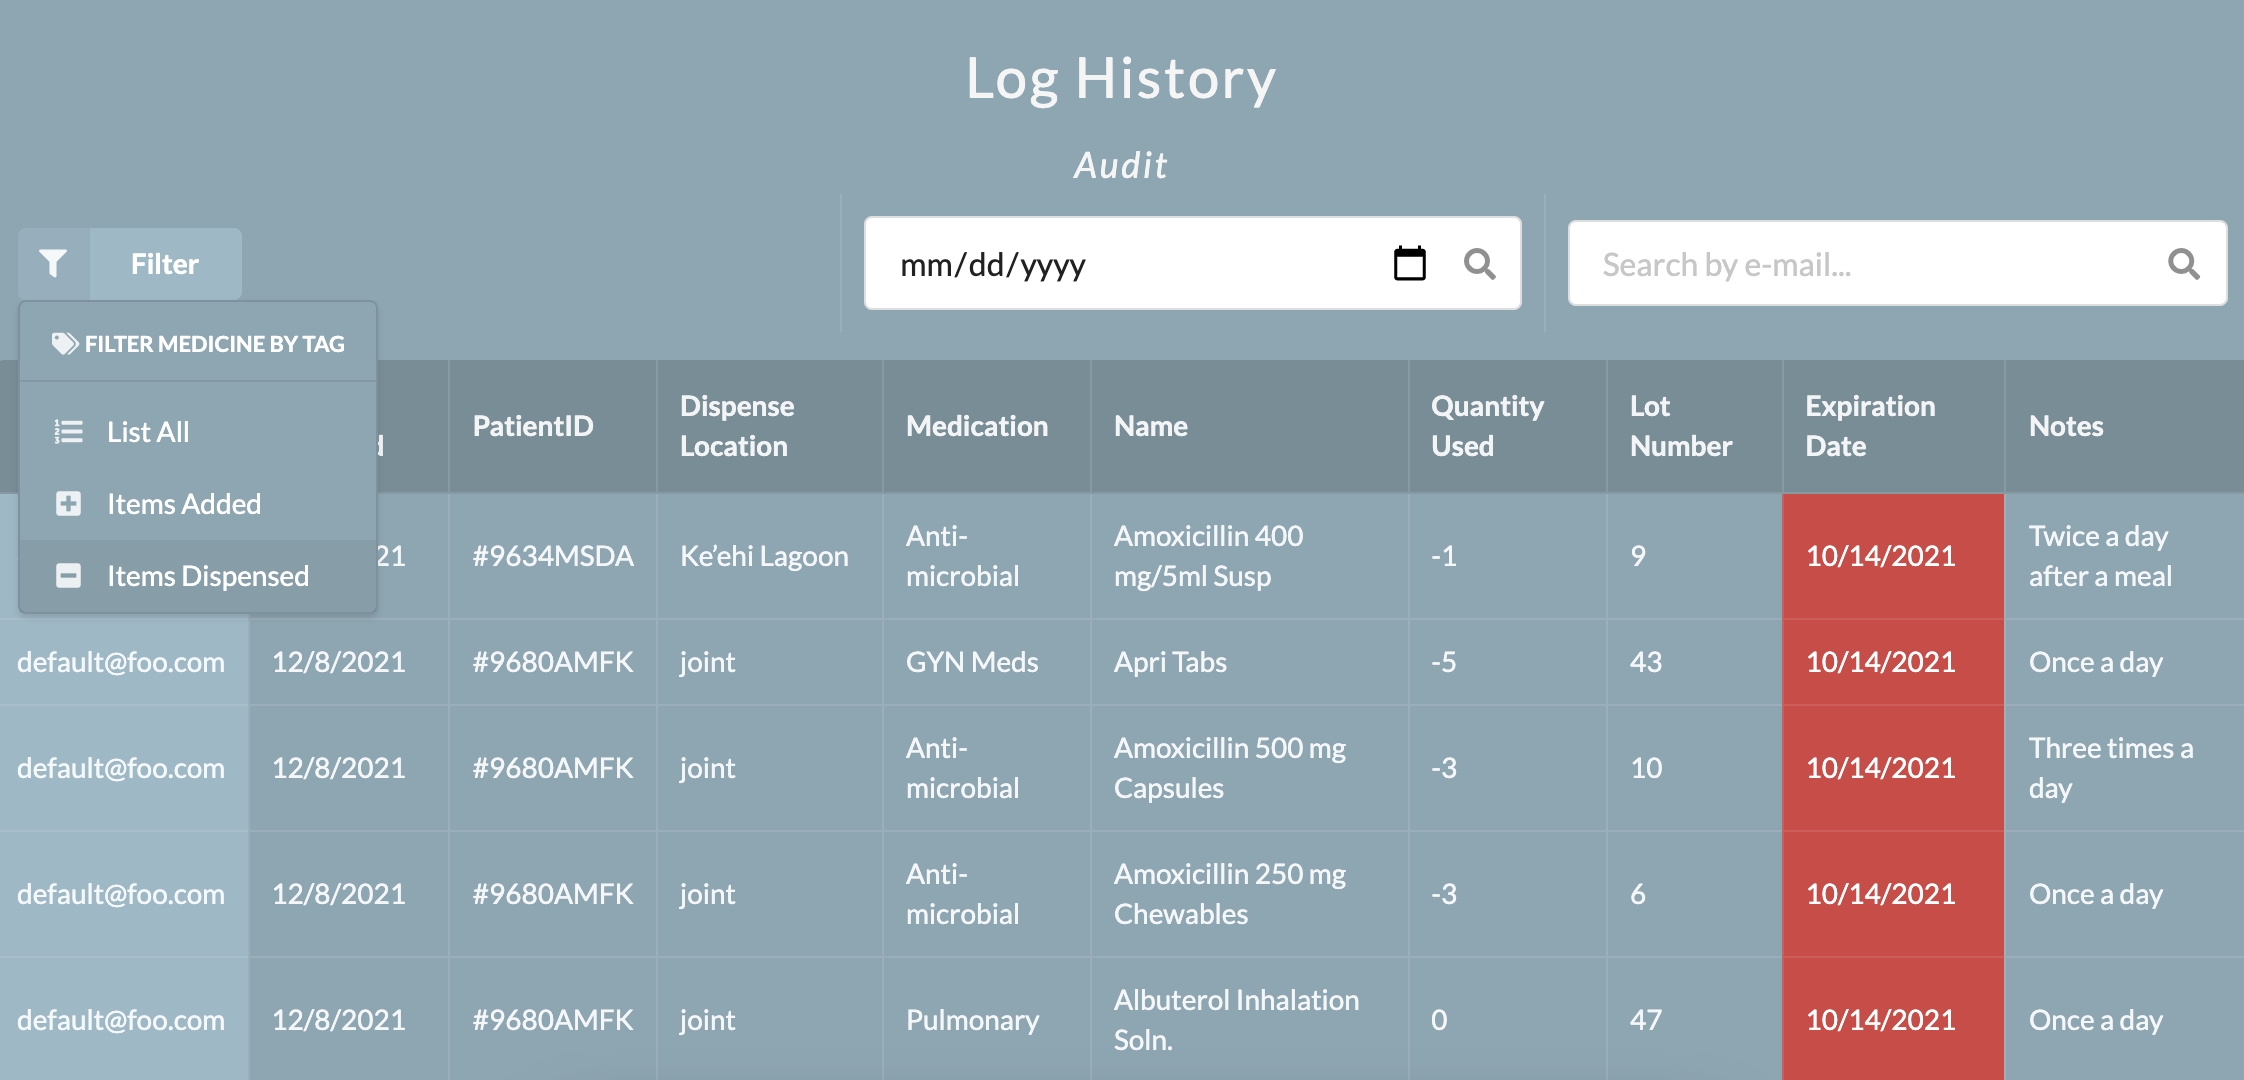 Log History
Audit
Filter
mm/dd/yyyy
Search by e-mail...
FILTER MEDICINE BY TAG
List All
Items Added
Items Dispensed
PatientID
Dispense
Location
Medication
Name
Quantity
Used
Lot
Number
Expiration
Date
Notes
21
#9634MSDA
Ke’ehi Lagoon
Anti-
microbial
Amoxicillin 400
mg/5ml Susp
-1
9
10/14/2021
Twice a day
after a meal
default@foo.com
12/8/2021
#9680AMFK
joint
GYN Meds
Apri Tabs
-5
43
10/14/2021
Once a day
default@foo.com
12/8/2021
#9680AMFK
joint
Anti-
microbial
Amoxicillin 500 mg
Capsules
-3
10
10/14/2021
Three times a
day
default@foo.com
12/8/2021
#9680AMFK
joint
Anti-
microbial
Amoxicillin 250 mg
Chewables
-3
6
10/14/2021
Once a day
default@foo.com
12/8/2021
#9680AMFK
joint
Pulmonary
Albuterol Inhalation
Soln.
0
47
10/14/2021
Once a day